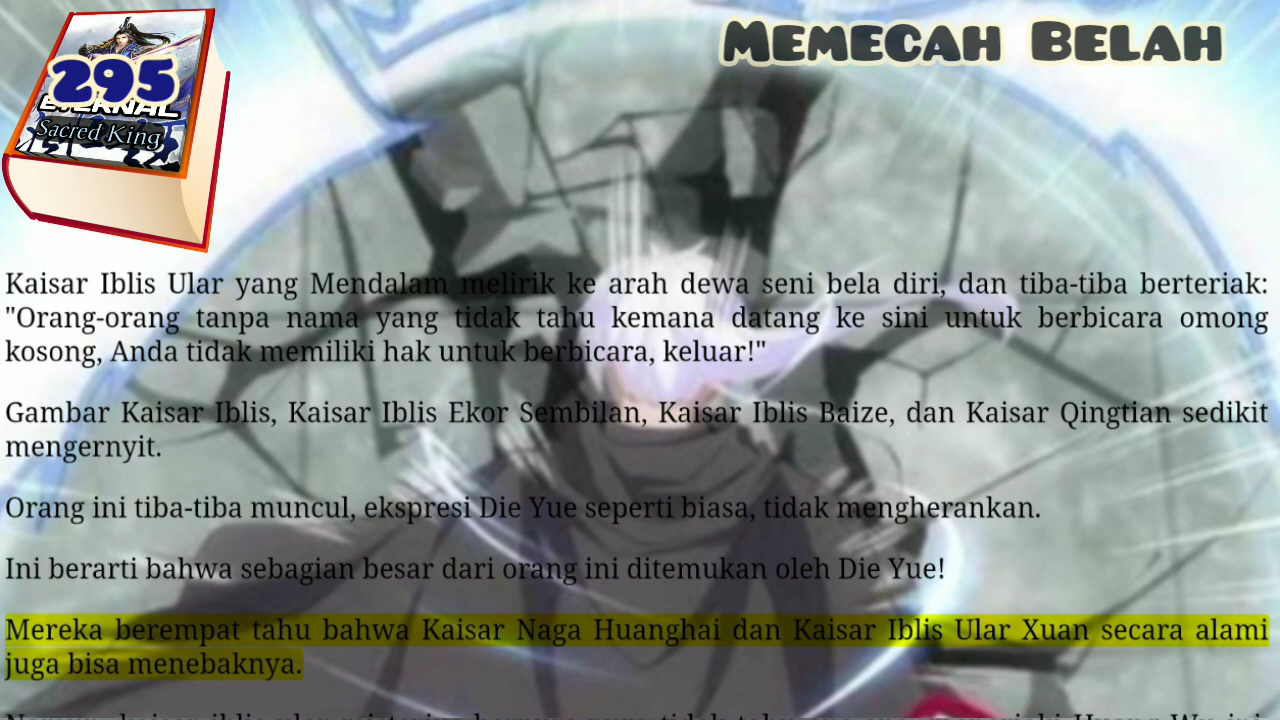 MEMECAH BELAH
295
ETERNAL
Sacred King
Kaisar Iblis Ular yang Mendalam melirik ke arah dewa seni bela diri, dan tiba-tiba berteriak:
"Orang-orang tanpa nama yang tidak tahu kemana datang ke sini untuk berbicara omong
kosong, Anda tidak memiliki hak untuk berbicara, keluar!"
Gambar Kaisar Iblis, Kaisar Iblis Ekor Sembilan, Kaisar Iblis Baize, dan Kaisar Qingtian sedikit
mengernyit.
Orang ini tiba-tiba muncul, ekspresi Die Yue seperti biasa, tidak mengherankan.
Ini berarti bahwa sebagian besar dari orang ini ditemukan oleh Die Yue!
Mereka berempat tahu bahwa Kaisar Naga Huanghai dan Kaisar Iblis Ular Xuan secara alami
juga bisa menebaknya.